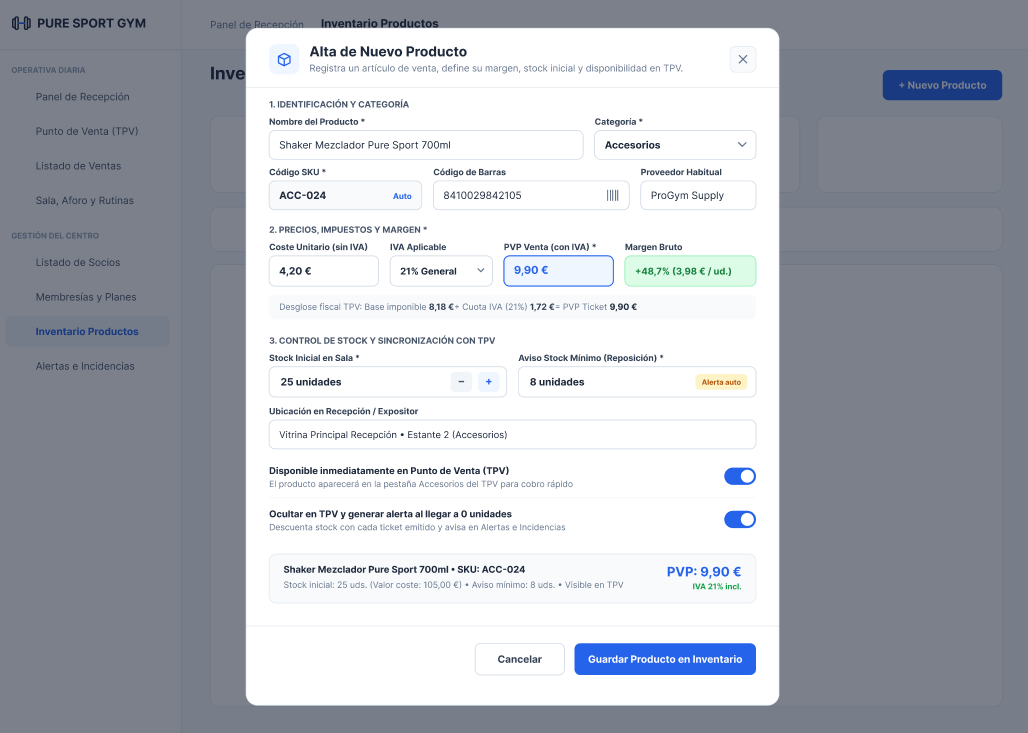 PURE SPORT GYM
Panel de Recepción
Inventario Productos
OPERATIVA DIARIA
Panel de Recepción
Punto de Venta (TPV)
Listado de Ventas
Sala, Aforo y Rutinas
GESTIÓN DEL CENTRO
Listado de Socios
Membresías y Planes
Inventario Productos
Alertas e Incidencias
Inve
+ Nuevo Producto
Alta de Nuevo Producto
Registra un artículo de venta, define su margen, stock inicial y disponibilidad en TPV.
1. IDENTIFICACIÓN Y CATEGORÍA
Nombre del Producto *
Categoría *
Shaker Mezclador Pure Sport 700ml
Accesorios
Código SKU *
Código de Barras
Proveedor Habitual
ACC-024
Auto
8410029842105
ProGym Supply
2. PRECIOS, IMPUESTOS Y MARGEN *
Coste Unitario (sin IVA)
IVA Aplicable
PVP Venta (con IVA) *
Margen Bruto
4,20 €
21% General
9,90 €
+48,7% (3,98 € / ud.)
Desglose fiscal TPV: Base imponible 8,18 €+ Cuota IVA (21%) 1,72 €= PVP Ticket 9,90 €
3. CONTROL DE STOCK Y SINCRONIZACIÓN CON TPV
Stock Inicial en Sala *
Aviso Stock Mínimo (Reposición) *
25 unidades
−
+
8 unidades
Alerta auto
Ubicación en Recepción / Expositor
Vitrina Principal Recepción • Estante 2 (Accesorios)
Disponible inmediatamente en Punto de Venta (TPV)
El producto aparecerá en la pestaña Accesorios del TPV para cobro rápido
Ocultar en TPV y generar alerta al llegar a 0 unidades
Descuenta stock con cada ticket emitido y avisa en Alertas e Incidencias
Shaker Mezclador Pure Sport 700ml • SKU: ACC-024
PVP: 9,90 €
Stock inicial: 25 uds. (Valor coste: 105,00 €) • Aviso mínimo: 8 uds. • Visible en TPV
IVA 21% incl.
Cancelar
Guardar Producto en Inventario